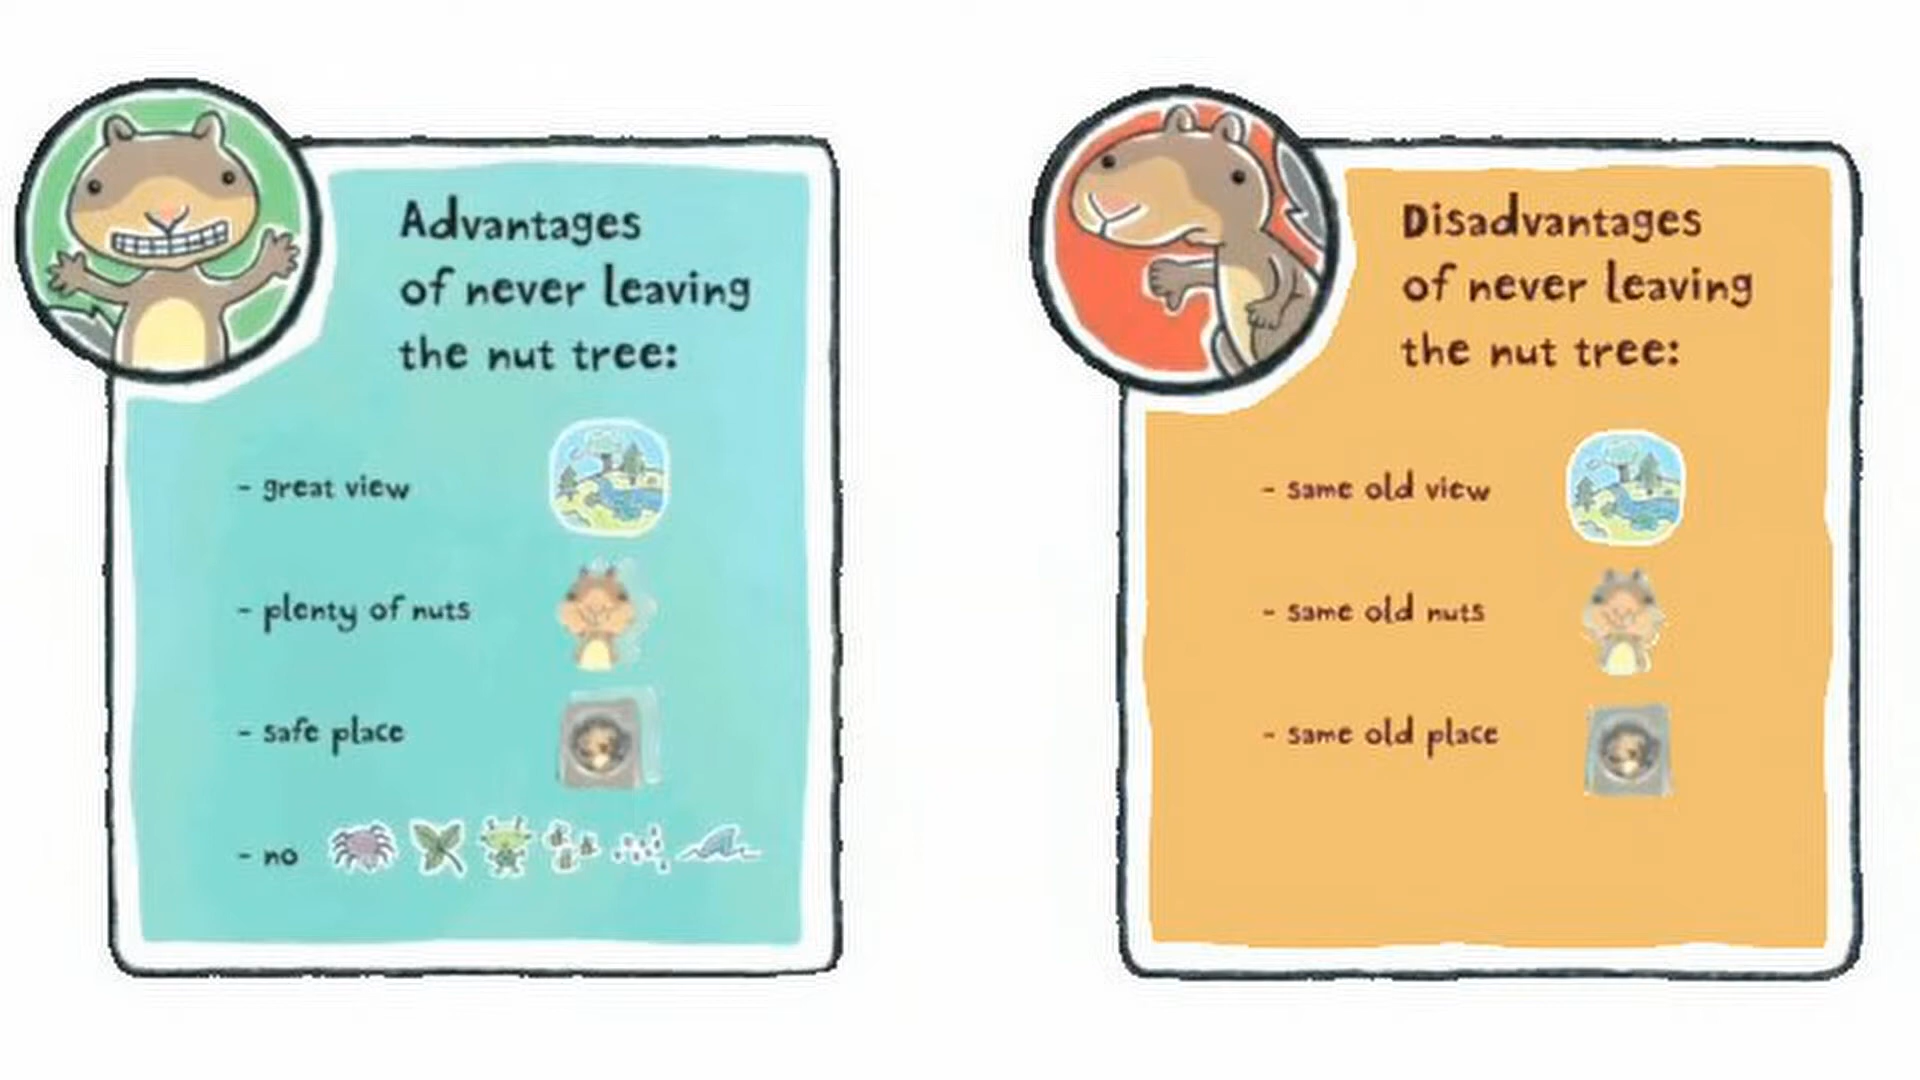 Advantages
of never leaving
the nut tree:
- great view
- plenty of nuts
- safe place
- no
Disadvantages
of never leaving
the nut tree:
- same old view
- same old nuts
- same old place